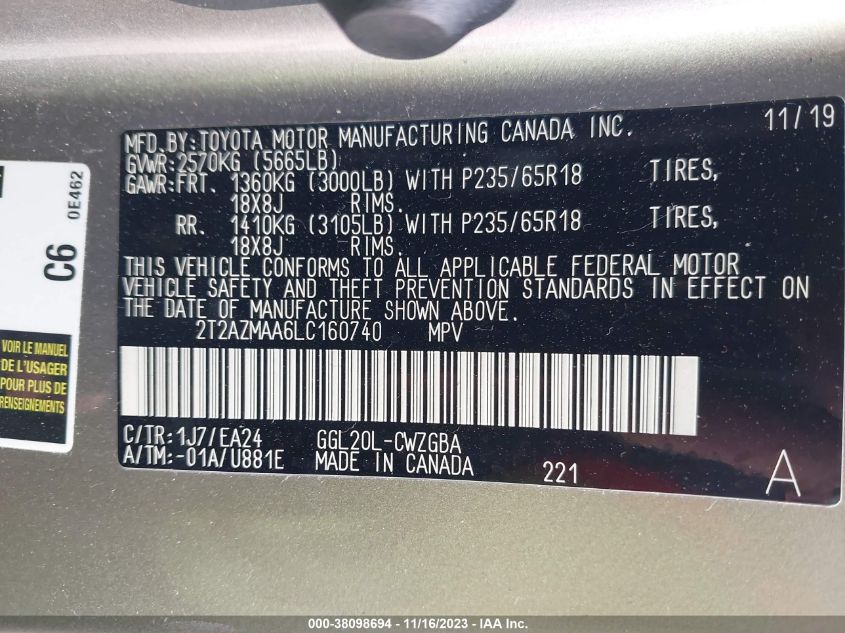 MFD. BY: TOYOTA MOTOR MANUFACTURING CANADA INC. 11/19
GVWR: 2570KG (5665LB)
GAWR: FRT. 1360KG (3000LB) WITH P235/65R18 TIRES,
18X8J RIMS.
RR. 1410KG (3105LB) WITH P235/65R18 TIRES,
18X8J RIMS.
THIS VEHICLE CONFORMS TO ALL APPLICABLE FEDERAL MOTOR
VEHICLE SAFETY AND THEFT PREVENTION STANDARDS IN EFFECT ON
THE DATE OF MANUFACTURE SHOWN ABOVE.
2T2AZMAA6LC160740 MPV
C/TR: 1J7/EA24 GGL20L-CWZGBA
A/TM: -01A/U881E MADE IN CANADA 221 A
C6 0E462
VOIR LE MANUEL
DE L'USAGER
POUR PLUS DE
RENSEIGNEMENTS
000-38098694 - 11/16/2023 - IAA Inc.